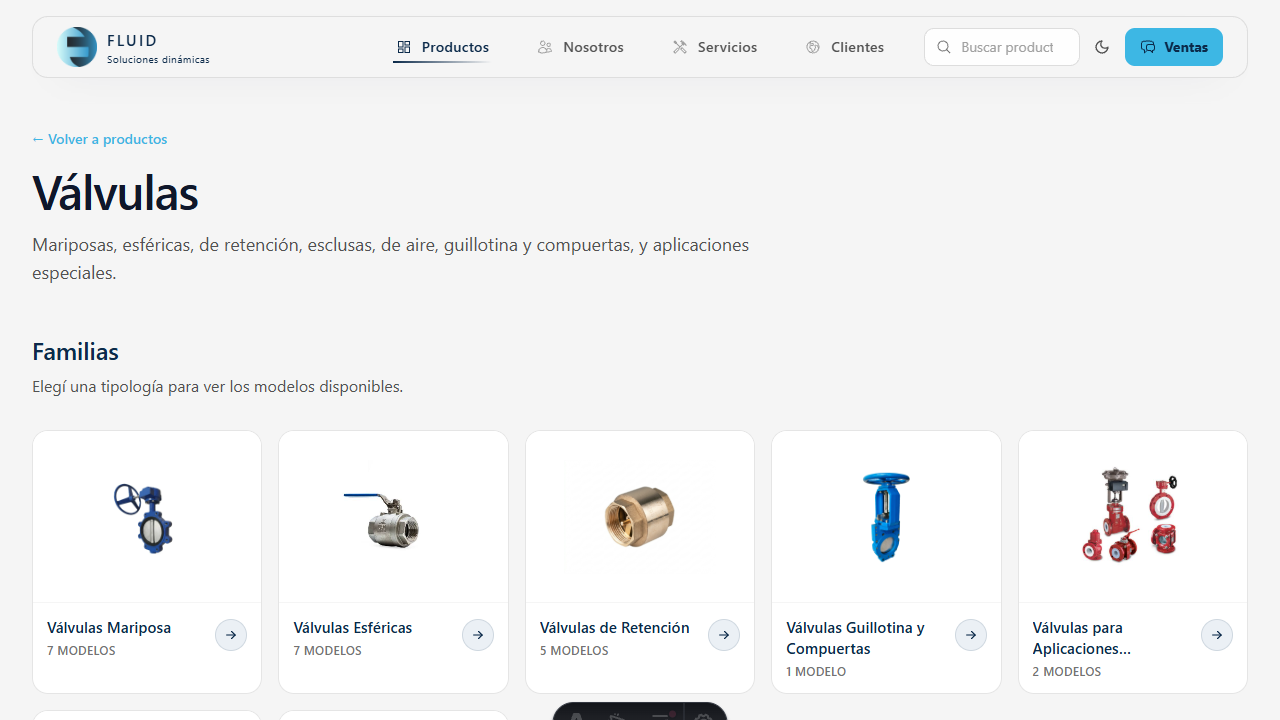 FLUID
Soluciones dinámicas
Productos
Nosotros
Servicios
Clientes
Buscar product
Ventas
← Volver a productos
Válvulas
Mariposas, esféricas, de retención, esclusas, de aire, guillotina y compuertas, y aplicaciones
especiales.
Familias
Elegí una tipología para ver los modelos disponibles.
Válvulas Mariposa
7 MODELOS
Válvulas Esféricas
7 MODELOS
Válvulas de Retención
5 MODELOS
Válvulas Guillotina y
Compuertas
1 MODELO
Válvulas para
Aplicaciones...
2 MODELOS